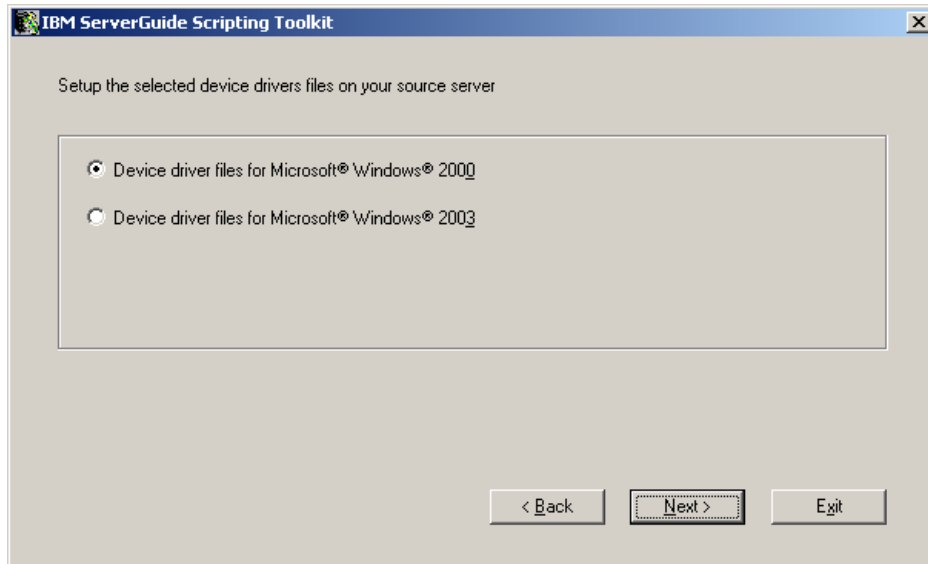 IBM ServerGuide Scripting Toolkit
Setup the selected device drivers files on your source server
Device driver files for Microsoft® Windows® 2000
Device driver files for Microsoft® Windows® 2003
< Back
Next >
Exit